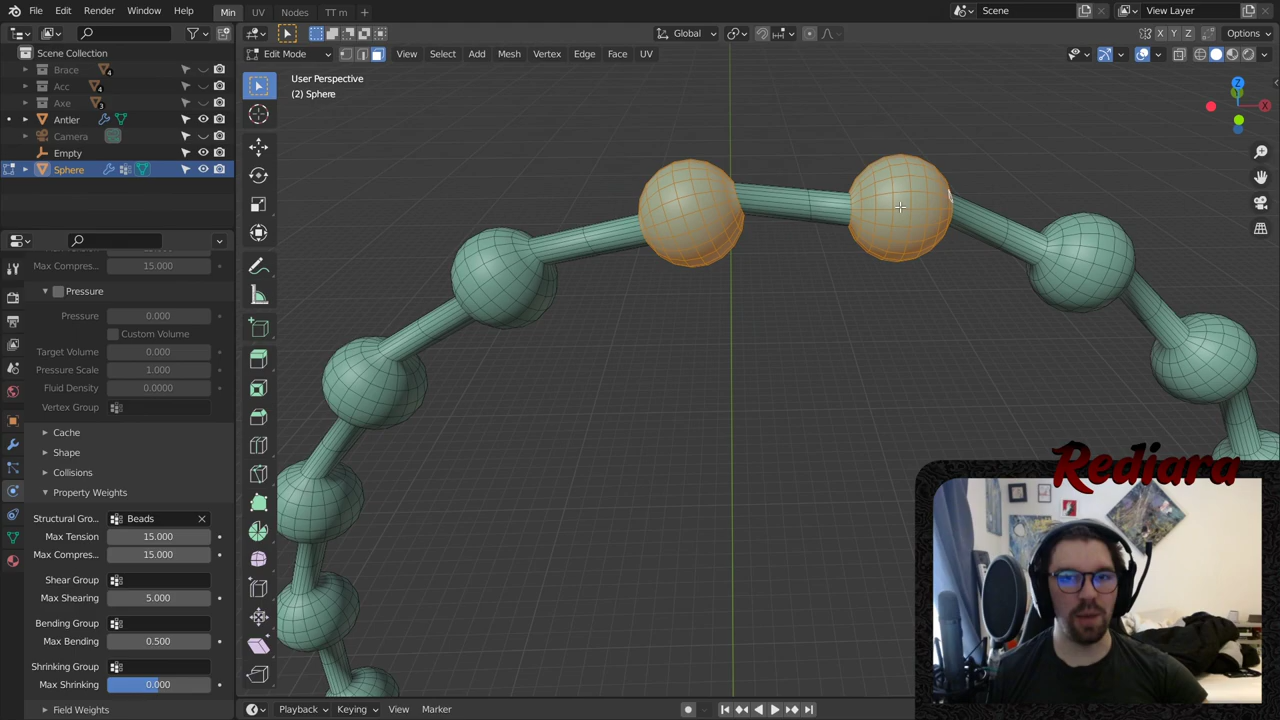 File Edit Render Window Help Min UV Nodes TT m + Scene View Layer
Global Options
Edit Mode View Select Add Mesh Vertex Edge Face UV
Scene Collection
Brace 4
Acc 4
Axe 3
Antler
Camera
Empty
Sphere
User Perspective
(2) Sphere
Z
X
X Y Z
Max Compres... 15.000
Pressure
Pressure 0.000
Custom Volume
Target Volume 0.000
Pressure Scale 1.000
Fluid Density 0.0000
Vertex Group
Cache
Shape
Collisions
Property Weights
Structural Gro... Beads
Max Tension 15.000
Max Compres... 15.000
Shear Group
Max Shearing 5.000
Bending Group
Max Bending 0.500
Shrinking Group
Max Shrinking 0.000
Field Weights
Rediara
Playback Keying View Marker